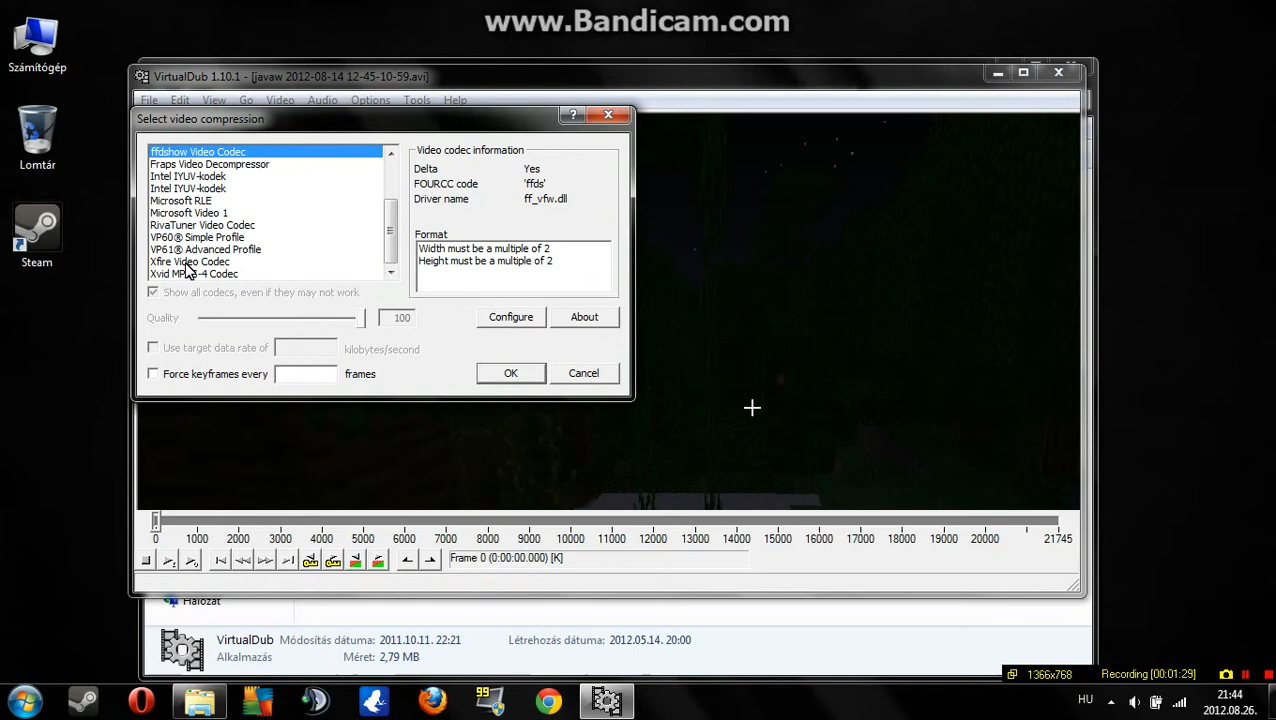 www.Bandicam.com
Számítógép
VirtualDub 1.10.1 - [javaw 2012-08-14 12-45-10-59.avi]
File Edit View Go Video Audio Options Tools Help
Select video compression
ffdshow Video Codec
Fraps Video Decompressor
Intel IYUV-kodek
Intel IYUV-kodek
Microsoft RLE
Microsoft Video 1
RivaTuner Video Codec
VP60® Simple Profile
VP61® Advanced Profile
Xfire Video Codec
Xvid MPEG-4 Codec
Video codec information
Delta Yes
FOURCC code 'ffds'
Driver name ff_vfw.dll
Format
Width must be a multiple of 2
Height must be a multiple of 2
Show all codecs, even if they may not work
Quality 100
Configure About
Use target data rate of kilobytes/second
Force keyframes every frames
OK Cancel
Lomtár
Steam
0 1000 2000 3000 4000 5000 6000 7000 8000 9000 10000 11000 12000 13000 14000 15000 16000 17000 18000 19000 20000 21745
Frame 0 (0:00:00.000) [K]
Hálózat
VirtualDub Módosítás dátuma: 2011.10.11. 22:21 Létrehozás dátuma: 2012.05.14. 20:00
Alkalmazás Méret: 2,79 MB
1366x768 Recording [00:01:29]
99
HU
21:44
2012.08.26.